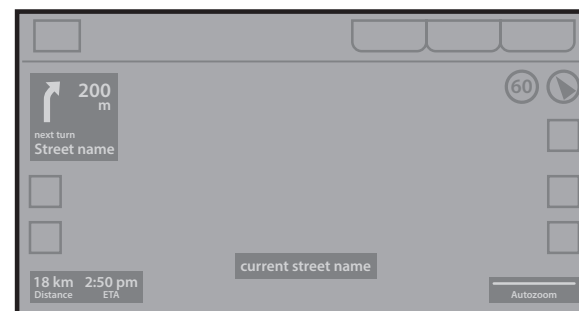 200
m
60
next turn
Street name
current street name
18 km 2:50 pm
Distance ETA
Autozoom